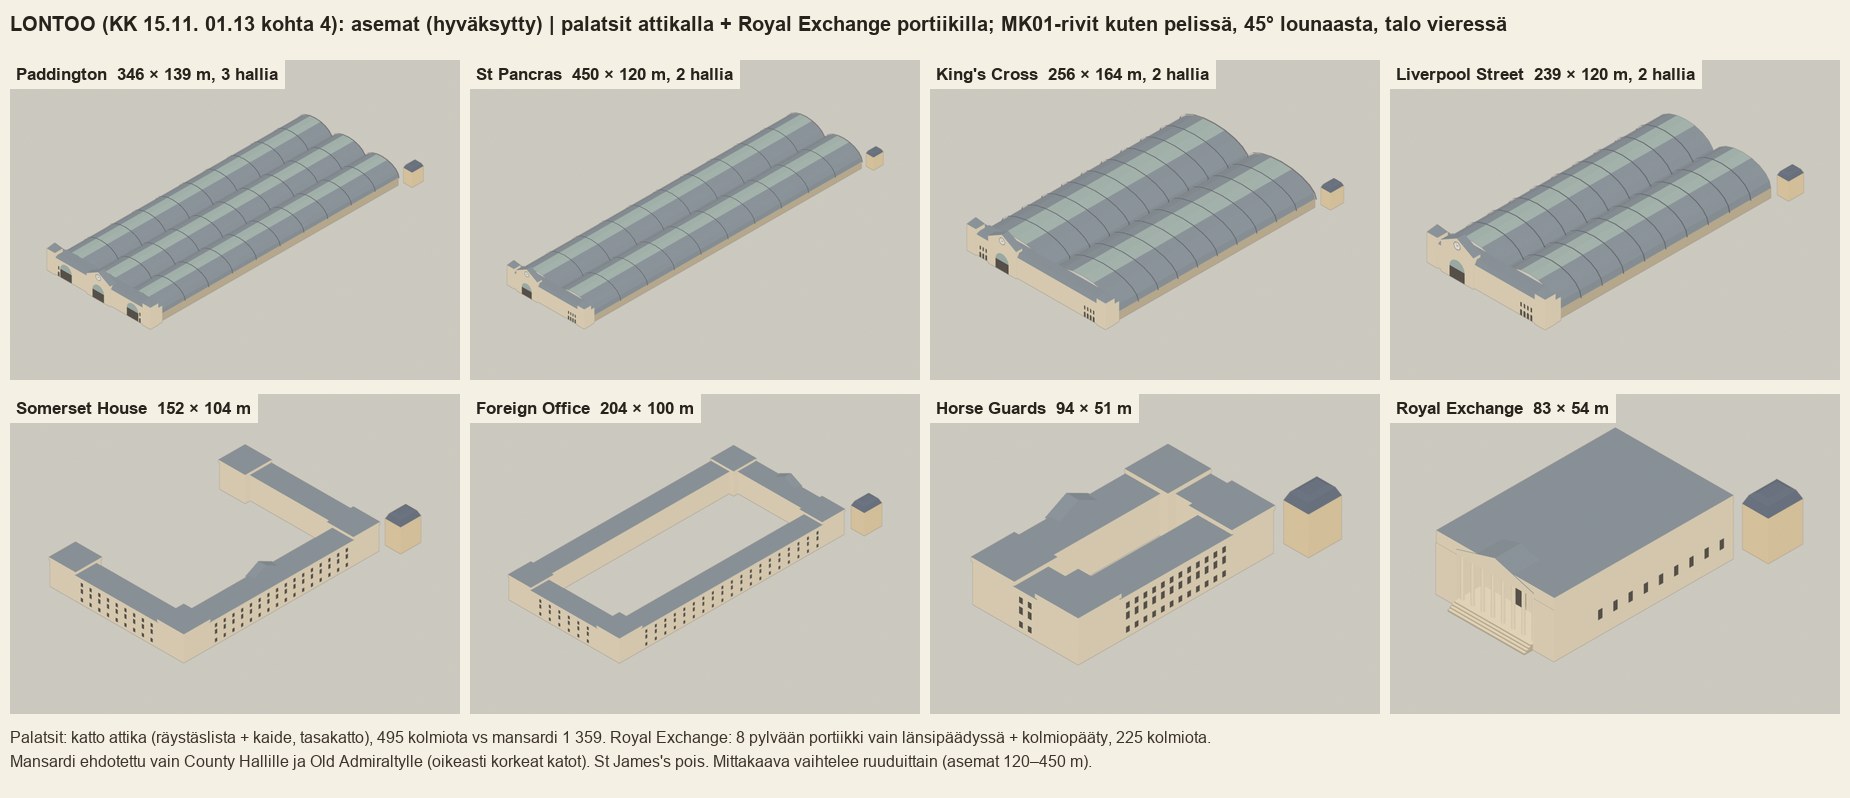 LONTOO (KK 15.11. 01.13 kohta 4): asemat (hyväksytty) | palatsit attikalla + Royal Exchange portiikilla; MK01-rivit kuten pelissä, 45° lounaasta, talo vieressä
Paddington 346 × 139 m, 3 hallia
St Pancras 450 × 120 m, 2 hallia
King's Cross 256 × 164 m, 2 hallia
Liverpool Street 239 × 120 m, 2 hallia
Somerset House 152 × 104 m
Foreign Office 204 × 100 m
Horse Guards 94 × 51 m
Royal Exchange 83 × 54 m
Palatsit: katto attika (räystäslista + kaide, tasakatto), 495 kolmiota vs mansardi 1 359. Royal Exchange: 8 pylvään portiikki vain länsipäädyssä + kolmiopääty, 225 kolmiota.
Mansardi ehdotettu vain County Hallille ja Old Admiraltylle (oikeasti korkeat katot). St James's pois. Mittakaava vaihtelee ruuduittain (asemat 120–450 m).